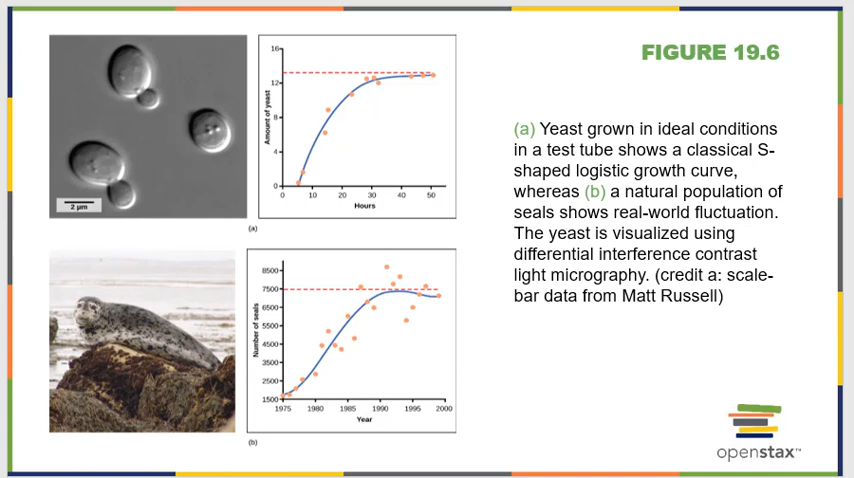 FIGURE 19.6
(a) Yeast grown in ideal conditions
in a test tube shows a classical S-
shaped logistic growth curve,
whereas (b) a natural population of
seals shows real-world fluctuation.
The yeast is visualized using
differential interference contrast
light micrography. (credit a: scale-
bar data from Matt Russell)
2 µm
Amount of yeast
16
12
8
4
0
0 10 20 30 40 50
Hours
(a)
Number of seals
8500
7500
6500
5500
4500
3500
2500
1500
1975 1980 1985 1990 1995 2000
Year
(b)
openstax™